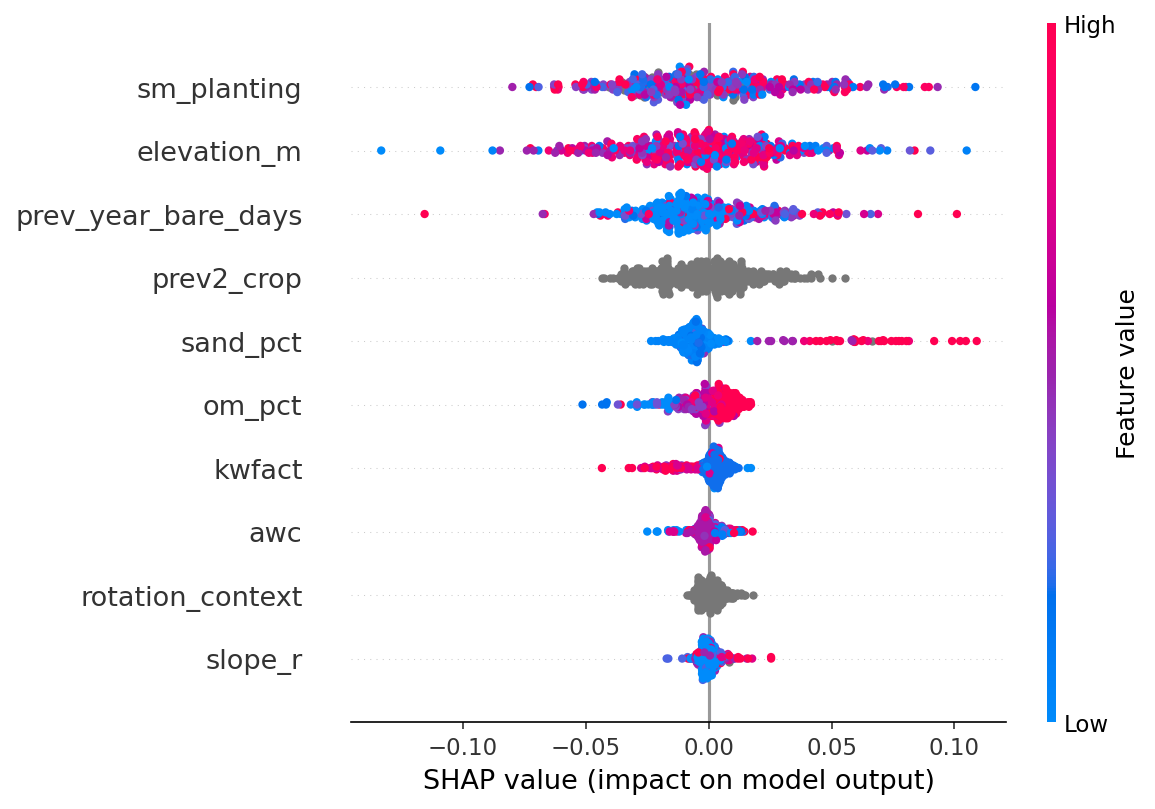 High
sm_planting
elevation_m
prev_year_bare_days
prev2_crop
sand_pct
om_pct
kwfact
awc
rotation_context
slope_r
Feature value
Low
−0.10 −0.05 0.00 0.05 0.10
SHAP value (impact on model output)